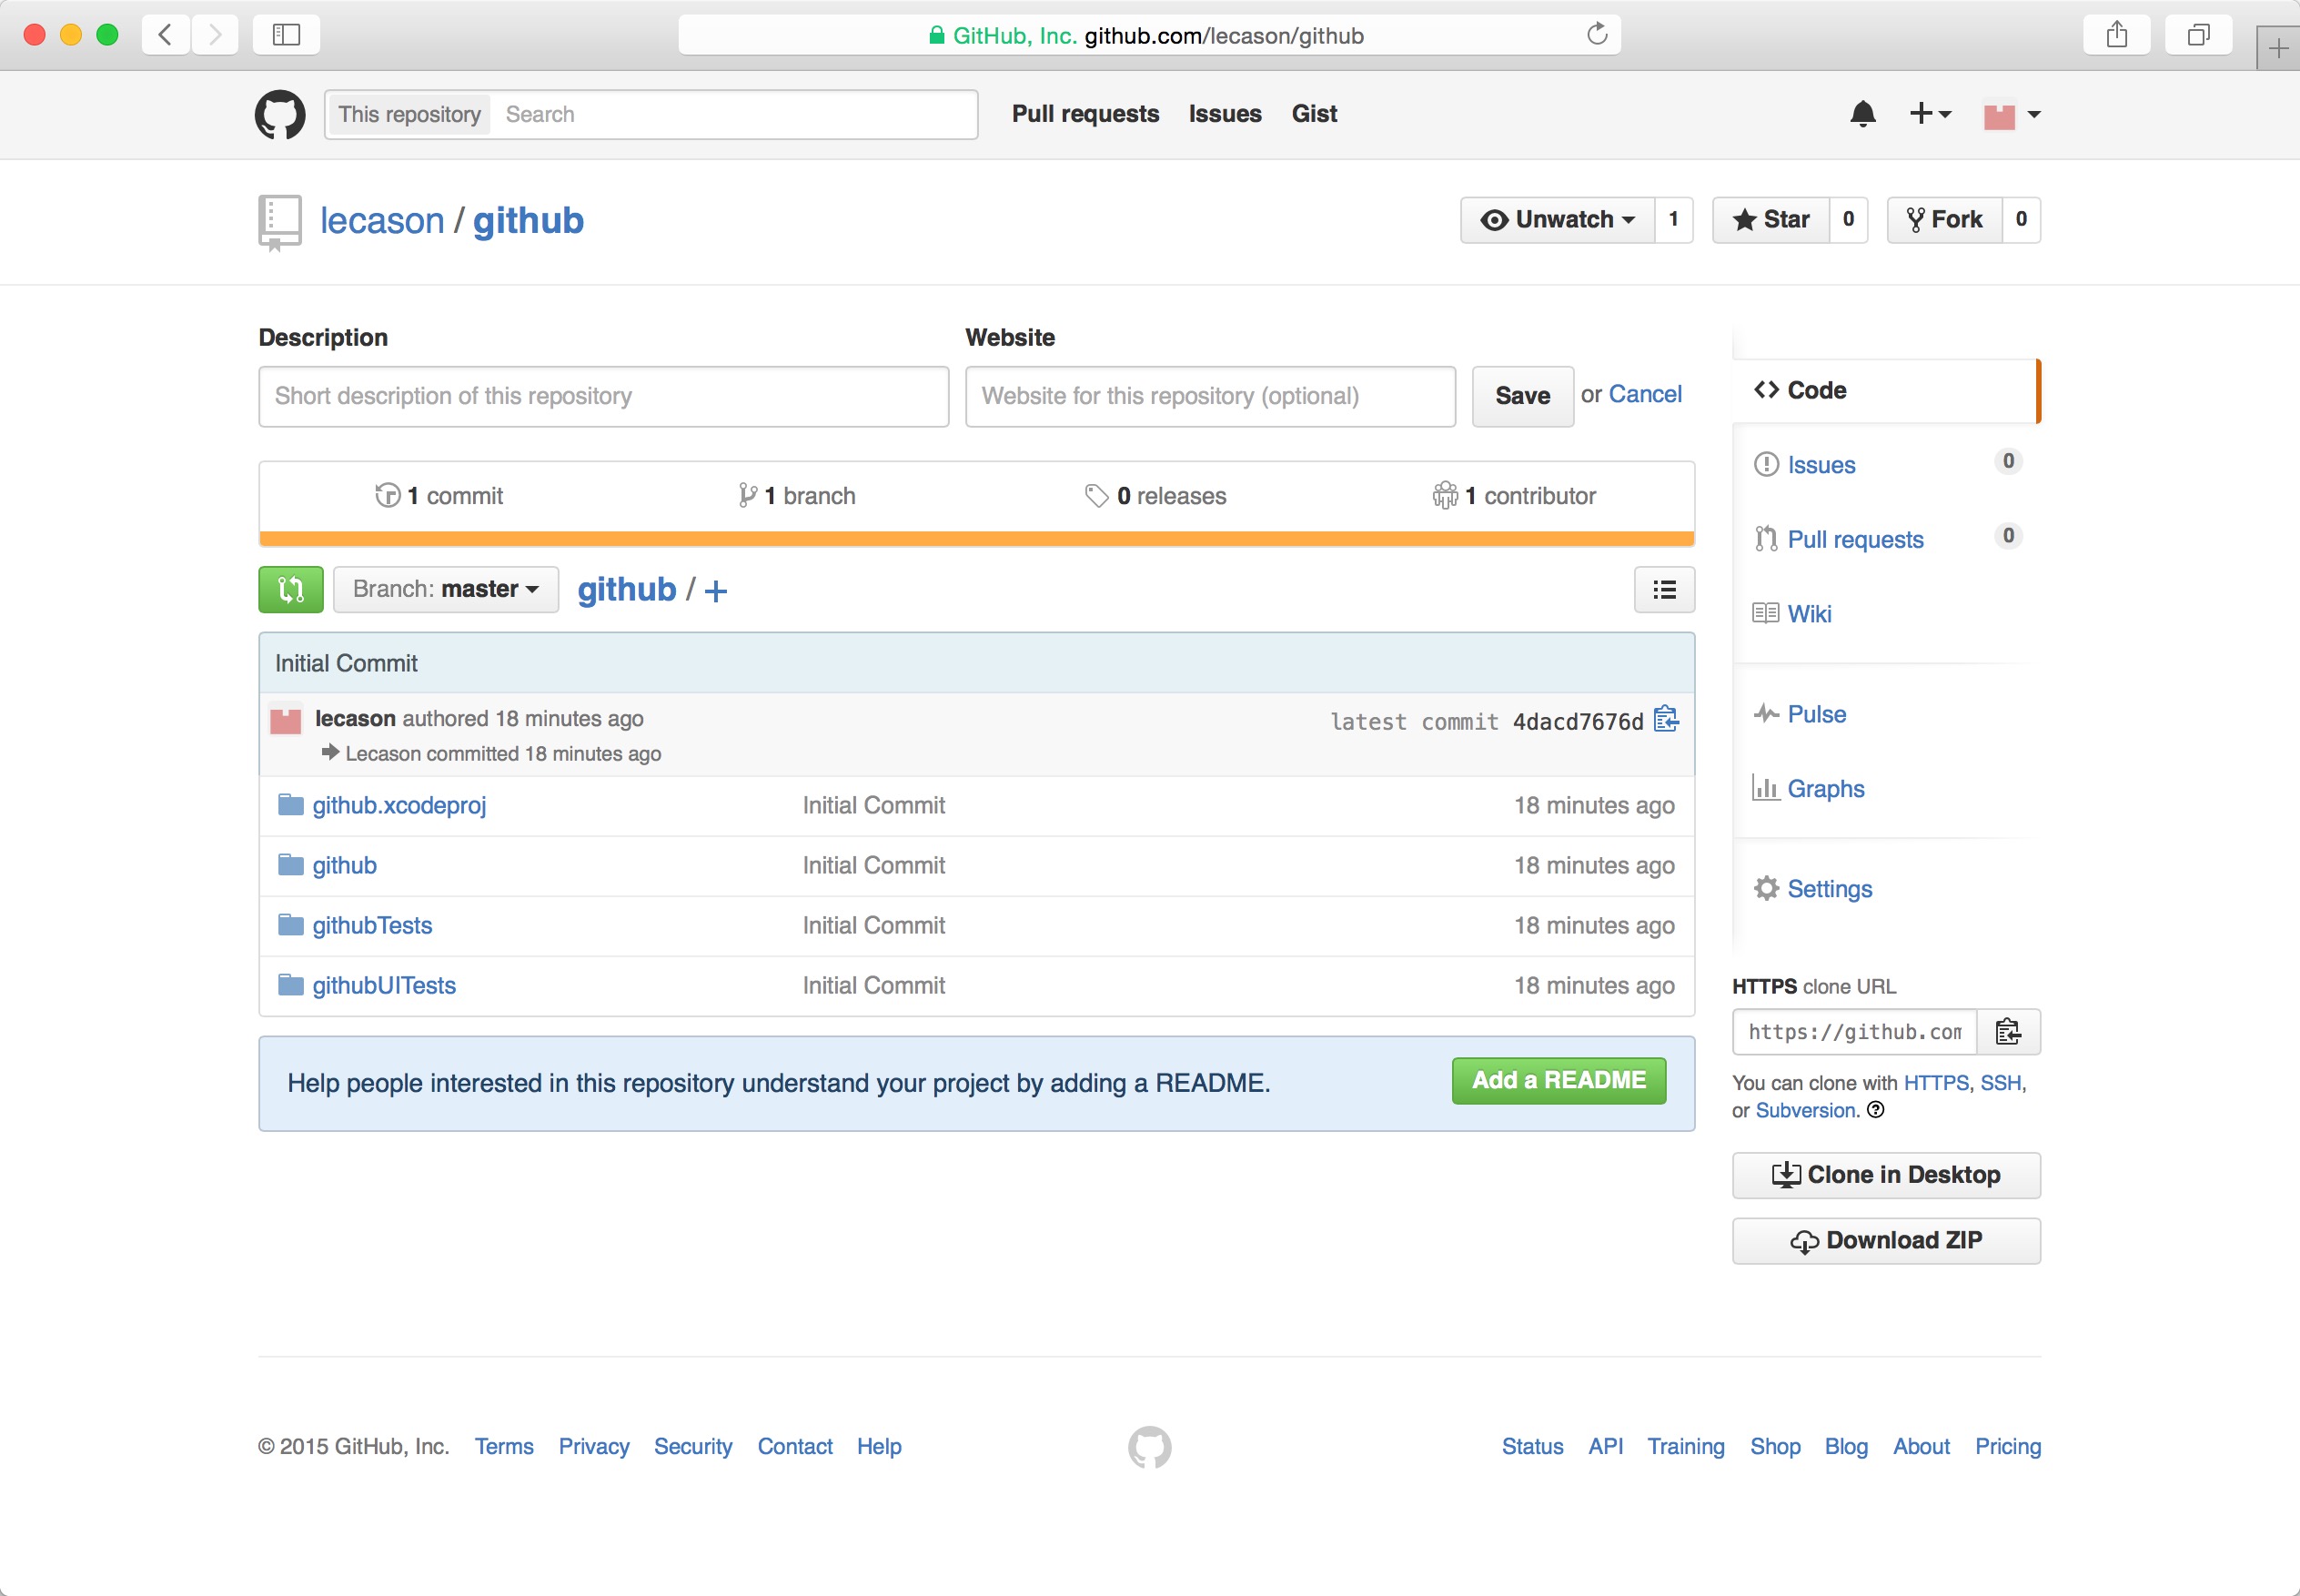 GitHub, Inc. github.com/lecason/github
This repository Search Pull requests Issues Gist
lecason / github Unwatch 1 Star 0 Fork 0
Description Website
Short description of this repository Website for this repository (optional) Save or Cancel
1 commit 1 branch 0 releases 1 contributor
Branch: master github / +
Initial Commit
lecason authored 18 minutes ago latest commit 4dacd7676d
Lecason committed 18 minutes ago
github.xcodeproj Initial Commit 18 minutes ago
github Initial Commit 18 minutes ago
githubTests Initial Commit 18 minutes ago
githubUITests Initial Commit 18 minutes ago
Help people interested in this repository understand your project by adding a README. Add a README
Code
Issues 0
Pull requests 0
Wiki
Pulse
Graphs
Settings
HTTPS clone URL
https://github.com
You can clone with HTTPS, SSH,
or Subversion.
Clone in Desktop
Download ZIP
© 2015 GitHub, Inc. Terms Privacy Security Contact Help Status API Training Shop Blog About Pricing